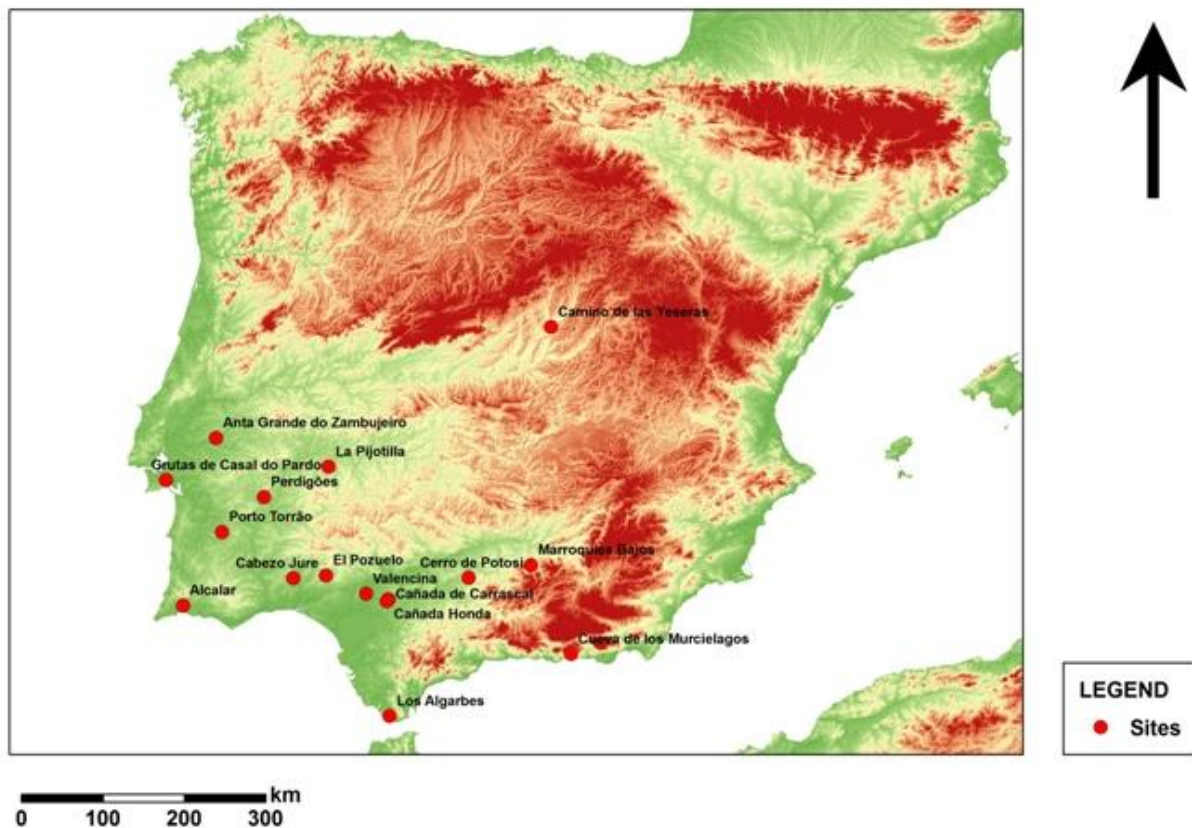 Camino de las Yeseras
Anta Grande do Zambujeiro
La Pijotilla
Grutas de Casal do Pardo
Perdigões
Porto Torrão
Marroquies Bajos
El Pozuelo
Cerro de Potosi
Cabezo Jure
Valencina
Alcalar
Cañada de Carrascal
Cañada Honda
Cueva de los Murcielagos
Los Algarbes
LEGEND
Sites
km
0 100 200 300